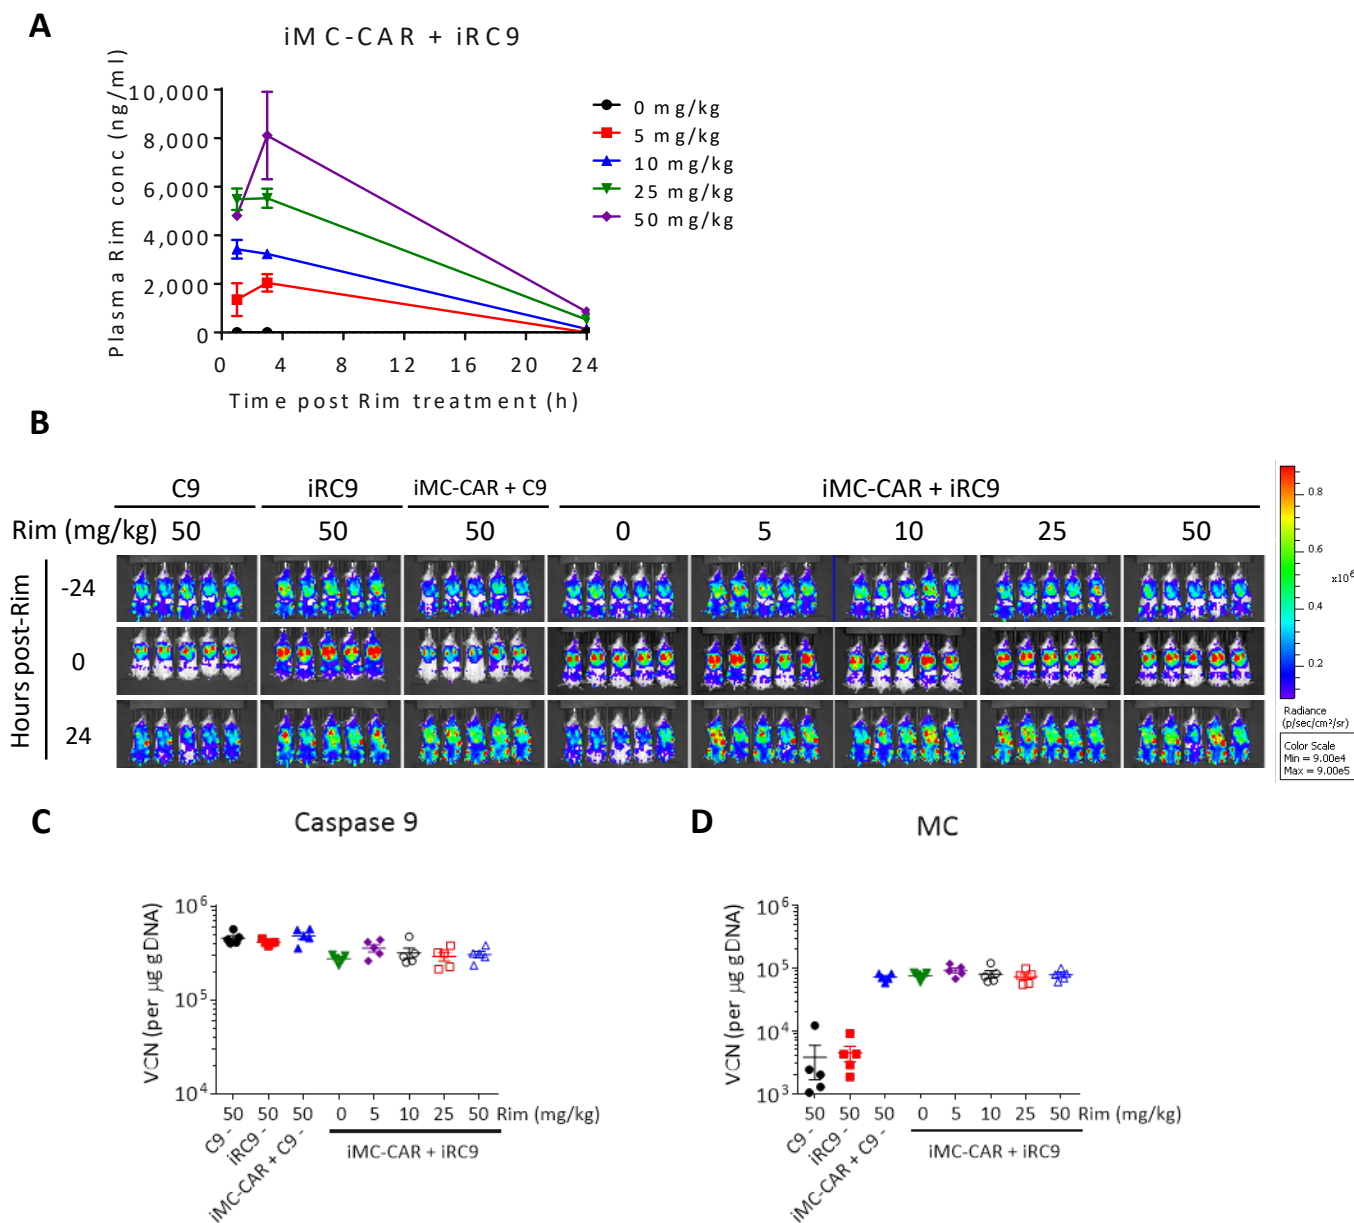 A
iMC-CAR + iRC9
Plasma Rim conc (ng/ml)
10,000
8,000
6,000
4,000
2,000
0
0 4 8 12 16 20 24
Time post Rim treatment (h)
0 mg/kg
5 mg/kg
10 mg/kg
25 mg/kg
50 mg/kg
B
C9 iRC9 iMC-CAR + C9 iMC-CAR + iRC9
Rim (mg/kg) 50 50 50 0 5 10 25 50
Hours post-Rim
-24
0
24
0.8
0.6
x10⁶
0.4
0.2
Radiance
(p/sec/cm²/sr)
Color Scale
Min = 9.00e4
Max = 9.00e5
C
Caspase 9
VCN (per µg gDNA)
10⁶
10⁵
10⁴
50 50 50 0 5 10 25 50 Rim (mg/kg)
C9 -
iRC9 -
iMC-CAR + C9 -
iMC-CAR + iRC9
D
MC
VCN (per µg gDNA)
10⁶
10⁵
10⁴
10³
50 50 50 0 5 10 25 50 Rim (mg/kg)
C9 -
iRC9 -
iMC-CAR + C9 -
iMC-CAR + iRC9